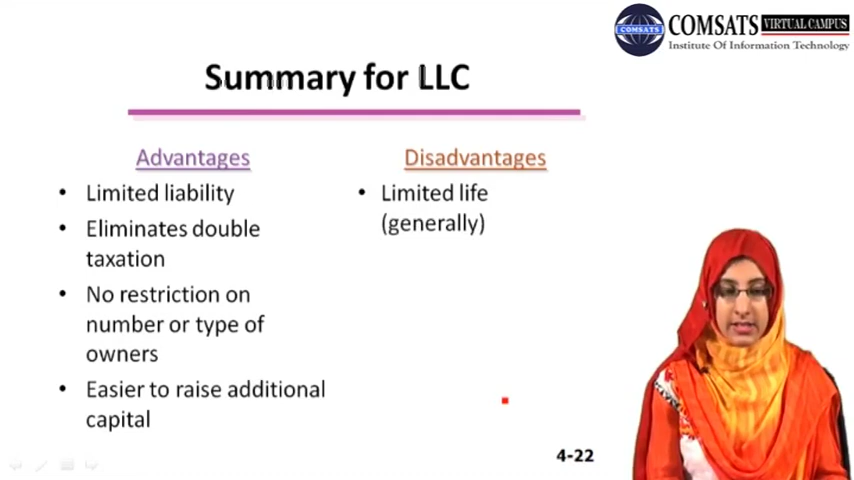 COMSATS
COMSATS VIRTUAL CAMPUS
Institute Of Information Technology
Summary for LLC
Advantages
• Limited liability
• Eliminates double
taxation
• No restriction on
number or type of
owners
• Easier to raise additional
capital
Disadvantages
• Limited life
(generally)
4-22